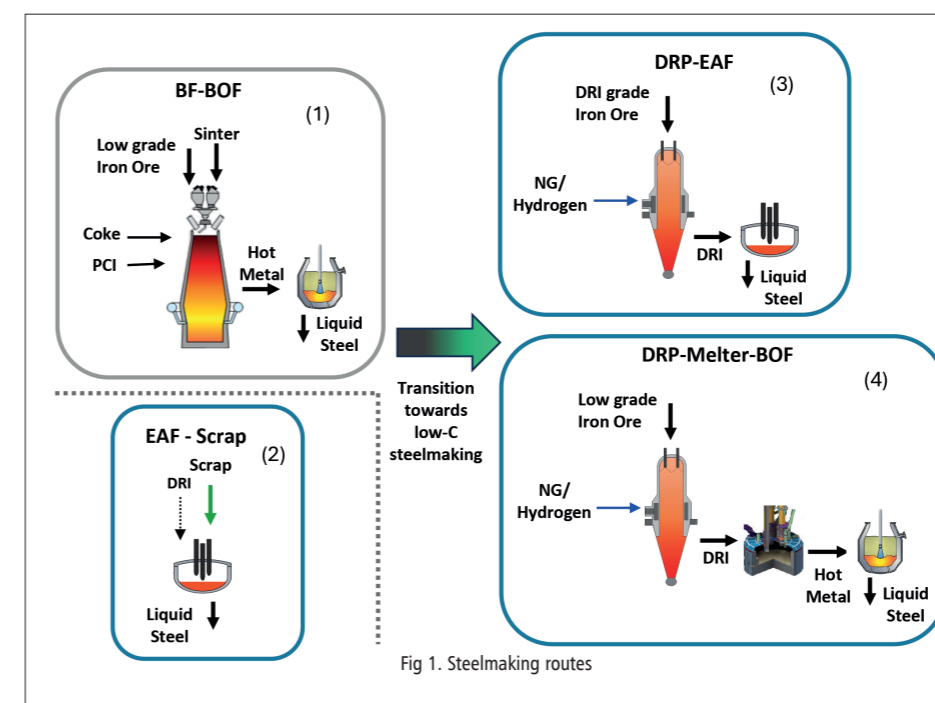 BF-BOF
(1)
Sinter
Low grade
Iron Ore
Coke
PCI
Hot
Metal
Liquid
Steel
EAF - Scrap
(2)
Scrap
DRI
Liquid
Steel
Transition
towards
low-C
steelmaking
DRP-EAF
(3)
DRI grade
Iron Ore
NG/
Hydrogen
DRI
Liquid
Steel
DRP-Melter-BOF
(4)
Low grade
Iron Ore
NG/
Hydrogen
DRI
Hot
Metal
Liquid
Steel
Fig 1. Steelmaking routes